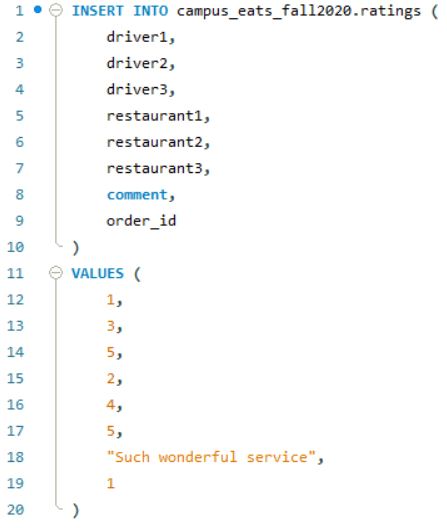 1 INSERT INTO campus_eats_fall2020.ratings (
2 driver1,
3 driver2,
4 driver3,
5 restaurant1,
6 restaurant2,
7 restaurant3,
8 comment,
9 order_id
10 )
11 VALUES (
12 1,
13 3,
14 5,
15 2,
16 4,
17 5,
18 "Such wonderful service",
19 1
20 )